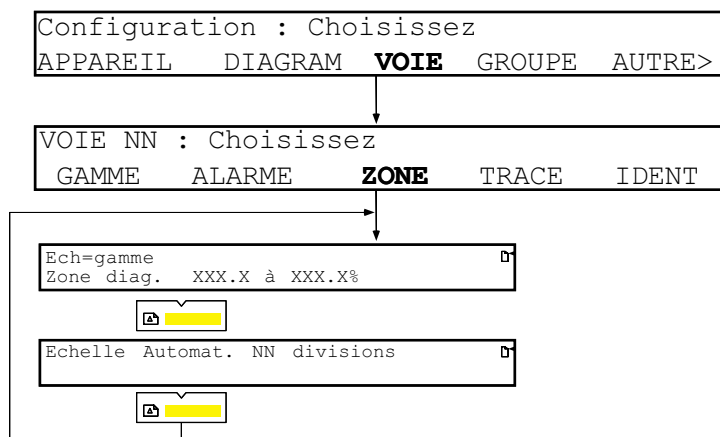 Configuration : Choisissez
APPAREIL DIAGRAM VOIE GROUPE AUTRE>
VOIE NN : Choisissez
GAMME ALARME ZONE TRACE IDENT
Ech=gamme
Zone diag. XXX.X à XXX.X%
Echelle Automat. NN divisions